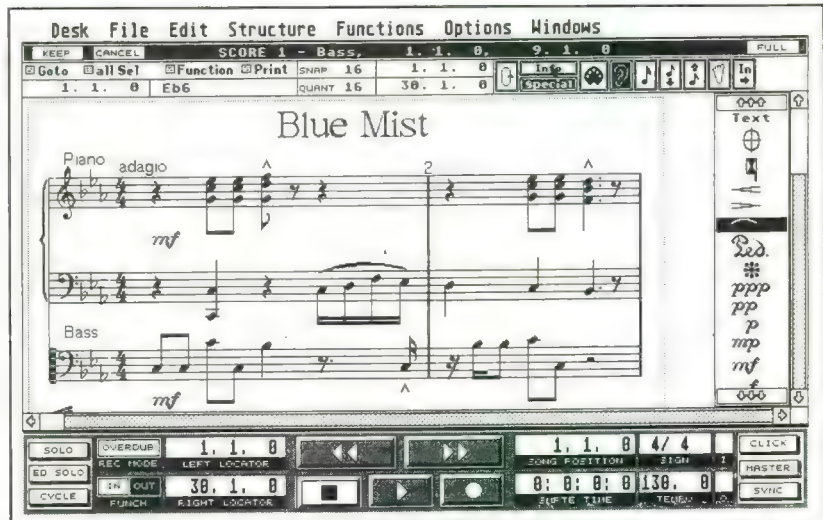 Desk File Edit Structure Functions Options Windows
KEEP CANCEL SCORE 1 - Bass, 1. 1. 0, 9. 1. 0 FULL
Goto all Sel Function Print SNAP 16 1. 1. 0 Info In
1. 1. 0 Eb6 QUANT 16 30. 1. 0 Special
Text
Blue Mist
Piano adagio 2
mf
Ped.
ppp
pp
p
Bass
mp
mf
mf
f
SOLO OVERDUB 1. 1. 0 1. 1. 0 4/ 4 CLICK
REC MODE LEFT LOCATOR SONG POSITION SIGN
ED SOLO MASTER
IN OUT 30. 1. 0 0: 0: 0: 0 130. 0
CYCLE PUNCH RIGHT LOCATOR SMPTE TIME TEMPO SYNC